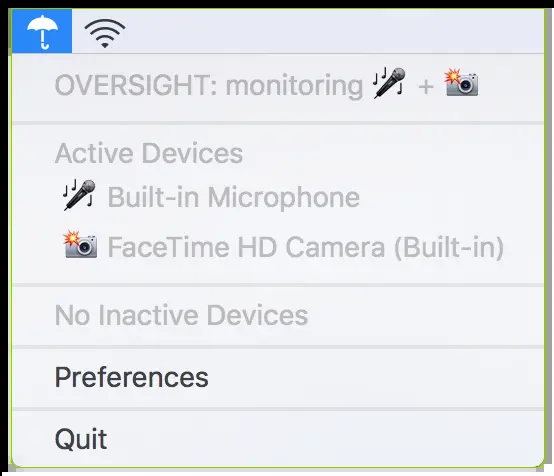 OVERSIGHT: monitoring 🎤 + 📸
Active Devices
🎤 Built-in Microphone
📸 FaceTime HD Camera (Built-in)
No Inactive Devices
Preferences
Quit